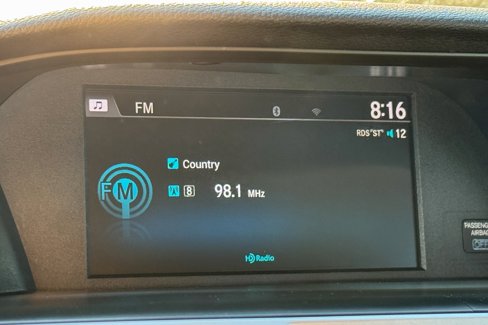 FM 8:16
RDS "ST" 12
Country
FM 8 98.1 MHz
HD Radio
PASSENGER
AIRBAG
OFF